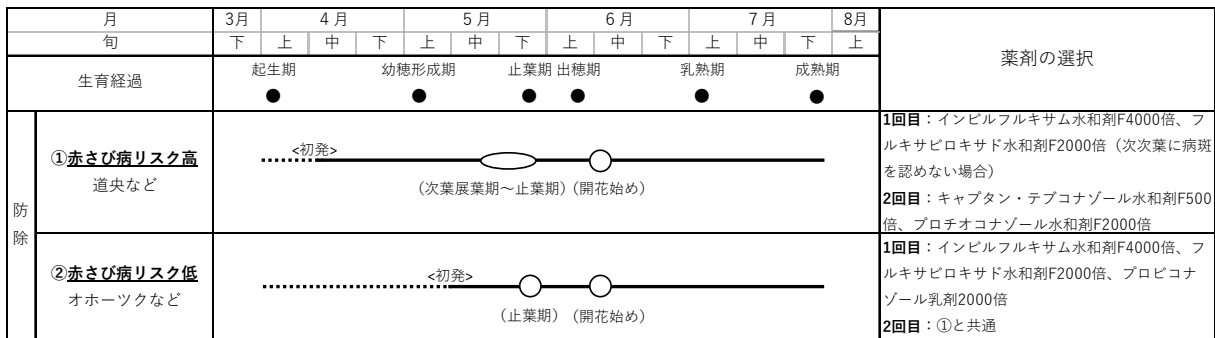 月 3月 4月 5月 6月 7月 8月
旬 下 上 中 下 上 中 下 上 中 下 上 中 下 上
薬剤の選択
生育経過
起生期 幼穂形成期 止葉期 出穂期 乳熟期 成熟期
防除
①赤さび病リスク高
道央など
<初発>
(次葉展葉期～止葉期) (開花始め)
1回目：インピルフルキサム水和剤F4000倍、フ
ルキサピロキサド水和剤F2000倍（次次葉に病斑
を認めない場合）
2回目：キャプタン・テブコナゾール水和剤F500
倍、プロチオコナゾール水和剤F2000倍
②赤さび病リスク低
オホーツクなど
<初発>
(止葉期) (開花始め)
1回目：インピルフルキサム水和剤F4000倍、フ
ルキサピロキサド水和剤F2000倍、プロピコナ
ゾール乳剤2000倍
2回目：①と共通